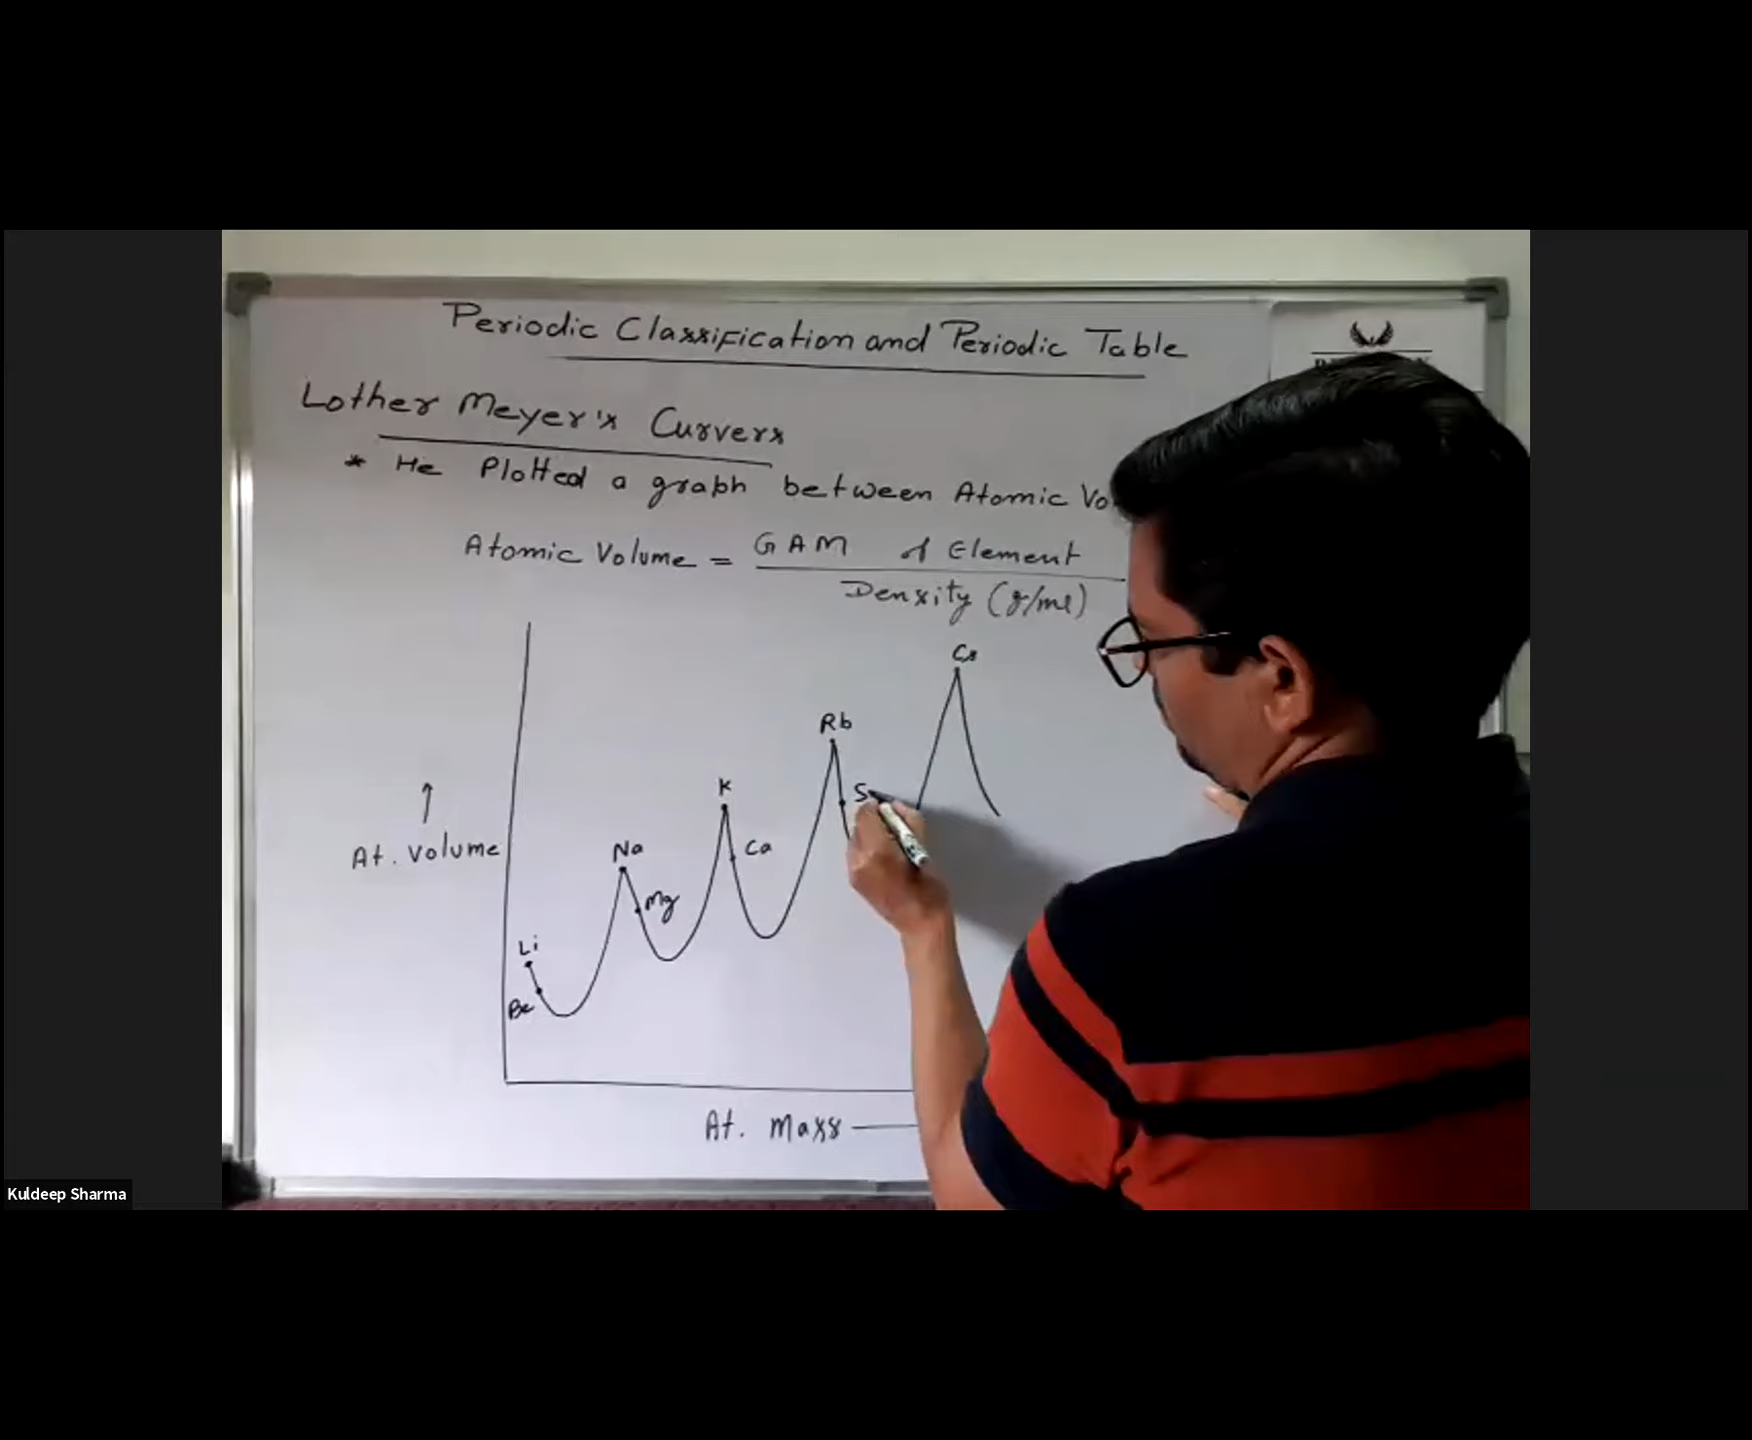 Periodic Classification and Periodic Table
Lother Meyer's Curvers
* He Plotted a graph between Atomic Vo
Atomic Volume = GAM of Element
Density (g/ml)
Cs
Rb
S
K
Ca
Na
Mg
Li
Be
↑
At. Volume
At. Mass
Kuldeep Sharma